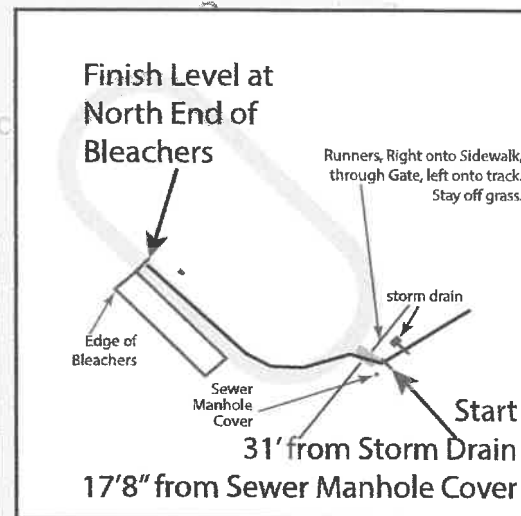 Finish Level at
North End of
Bleachers
Runners, Right onto Sidewalk,
through Gate, left onto track.
Stay off grass.
storm drain
Edge of
Bleachers
Sewer
Manhole
Cover
Start
31' from Storm Drain
17'8" from Sewer Manhole Cover